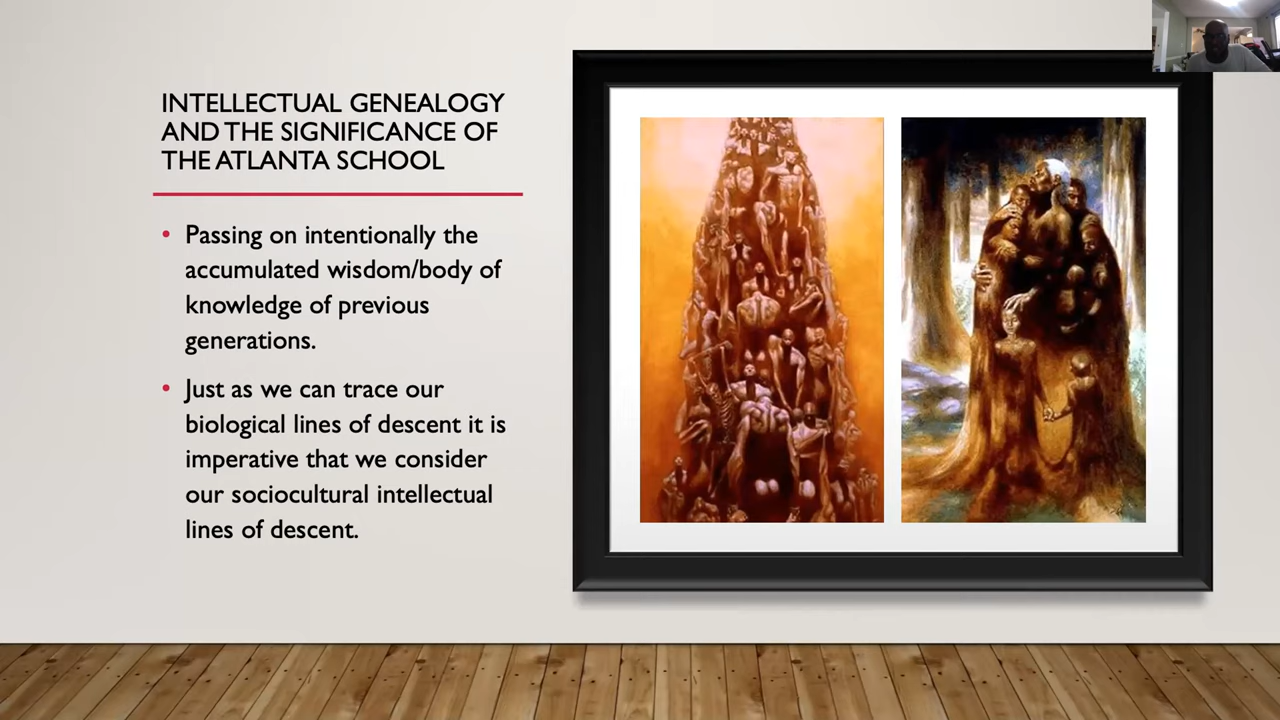 INTELLECTUAL GENEALOGY
AND THE SIGNIFICANCE OF
THE ATLANTA SCHOOL
• Passing on intentionally the
accumulated wisdom/body of
knowledge of previous
generations.
• Just as we can trace our
biological lines of descent it is
imperative that we consider
our sociocultural intellectual
lines of descent.